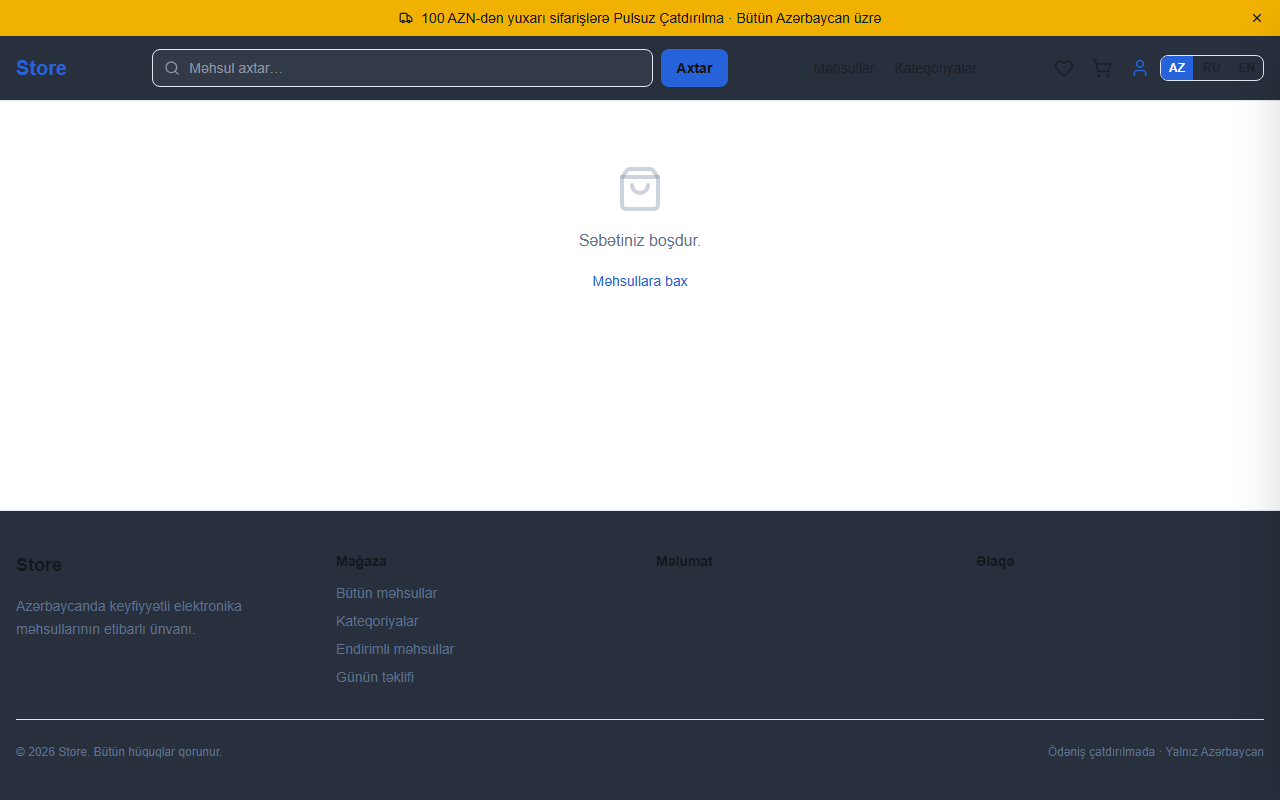 100 AZN-dən yuxarı sifarişlərə Pulsuz Çatdırılma · Bütün Azərbaycan üzrə
Store
Məhsul axtar...
Axtar
Məhsullar
Kateqoriyalar
AZ
RU
EN
Səbətiniz boşdur.
Məhsullara bax
Store
Azərbaycanda keyfiyyətli elektronika
məhsullarının etibarlı ünvanı.
Mağaza
Bütün məhsullar
Kateqoriyalar
Endirimli məhsullar
Günün təklifi
Məlumat
Əlaqə
© 2026 Store. Bütün hüquqlar qorunur.
Ödəniş çatdırılmada · Yalnız Azərbaycan